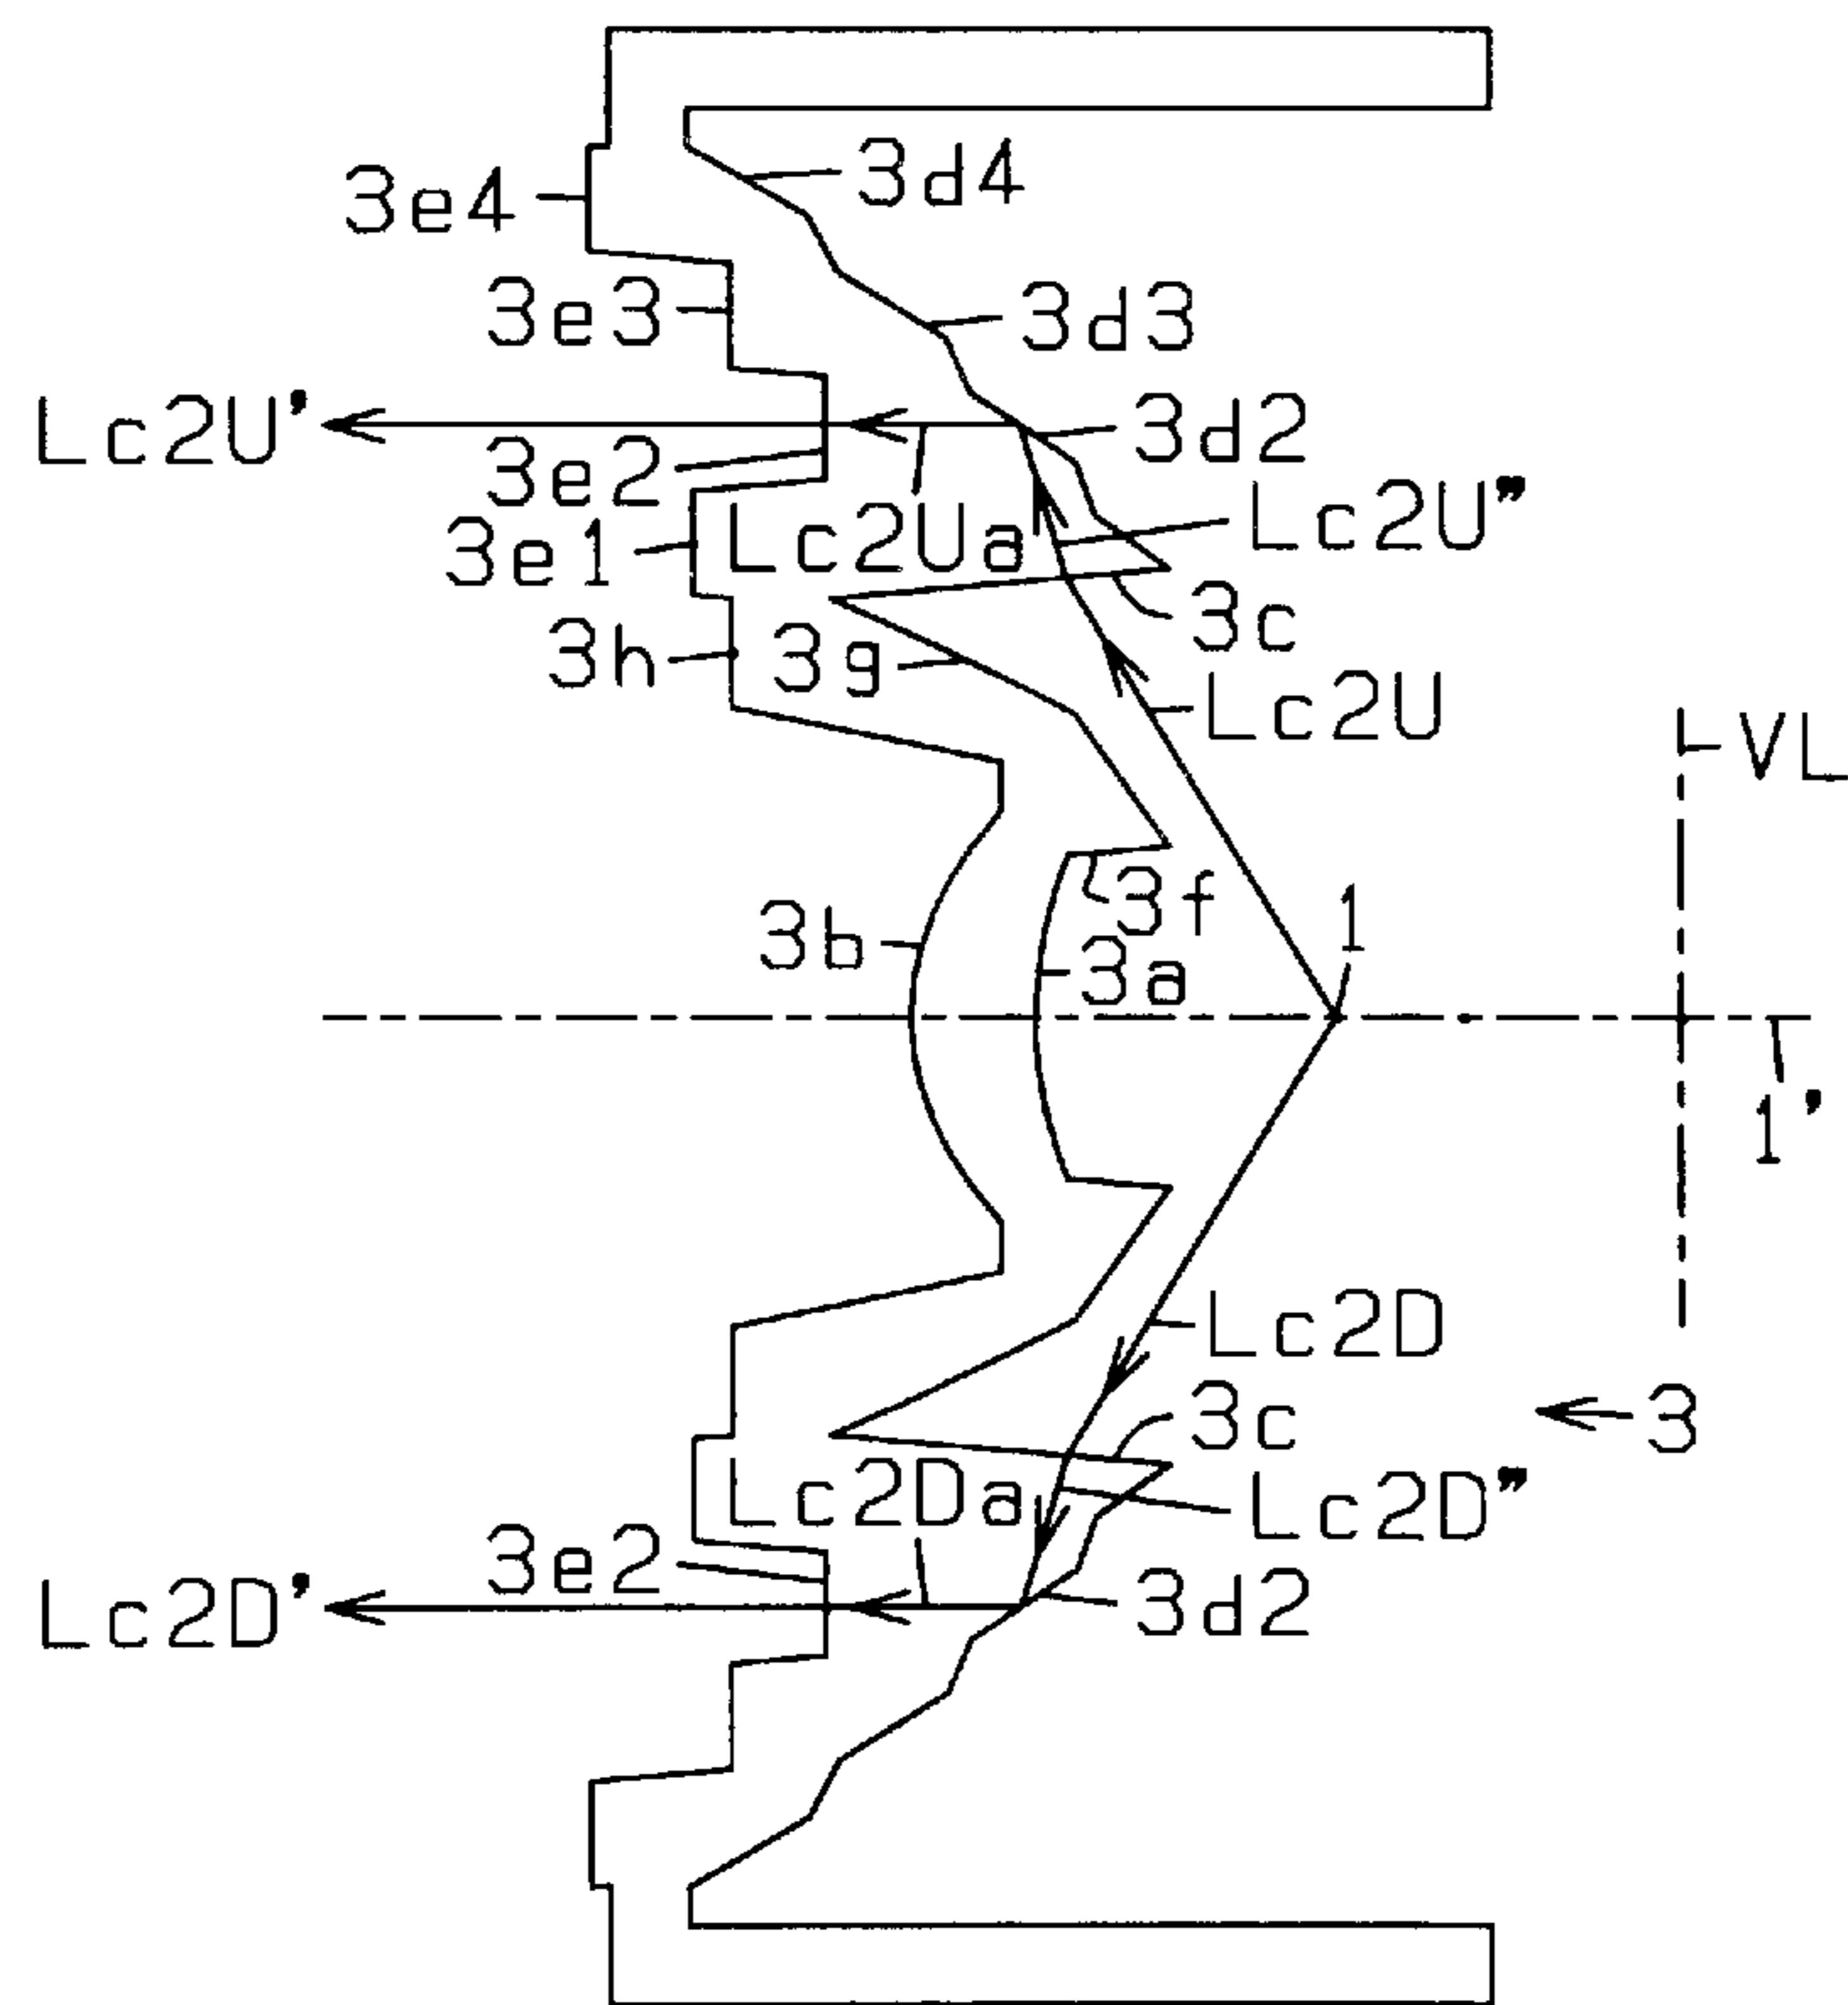 3d4
3e4
3e3
3d3
Lc2U'
3d2
3e2
Lc2U"
Lc2Ua
3e1
3c
3h
3g
Lc2U
VL
3f
1
3b
3a
1'
Lc2D
3c
3
Lc2Da
Lc2D"
3e2
3d2
Lc2D'